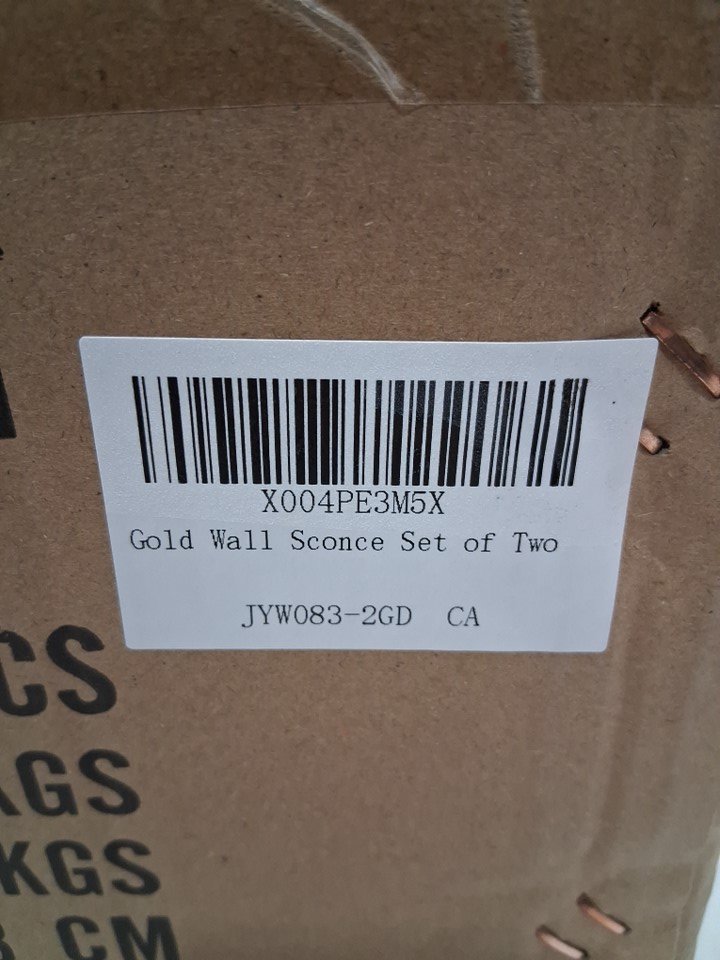 X004PE3M5X
Gold Wall Sconce Set of Two
JYW083-2GD CA
CS
KGS
KGS
CM